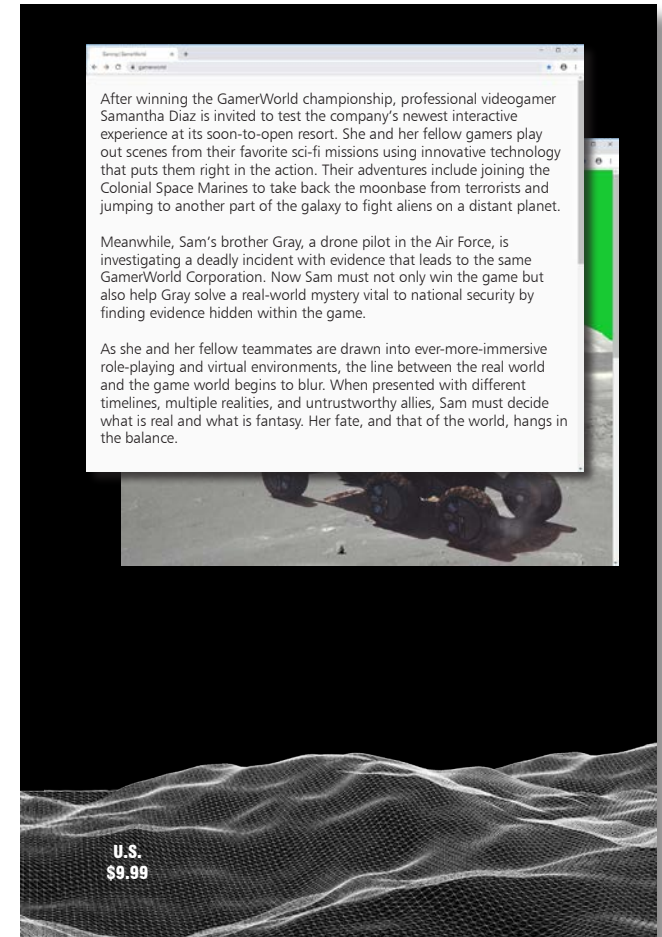 Gaming | GamerWorld
gamerworld
After winning the GamerWorld championship, professional videogamer
Samantha Diaz is invited to test the company's newest interactive
experience at its soon-to-open resort. She and her fellow gamers play
out scenes from their favorite sci-fi missions using innovative technology
that puts them right in the action. Their adventures include joining the
Colonial Space Marines to take back the moonbase from terrorists and
jumping to another part of the galaxy to fight aliens on a distant planet.
Meanwhile, Sam's brother Gray, a drone pilot in the Air Force, is
investigating a deadly incident with evidence that leads to the same
GamerWorld Corporation. Now Sam must not only win the game but
also help Gray solve a real-world mystery vital to national security by
finding evidence hidden within the game.
As she and her fellow teammates are drawn into ever-more-immersive
role-playing and virtual environments, the line between the real world
and the game world begins to blur. When presented with different
timelines, multiple realities, and untrustworthy allies, Sam must decide
what is real and what is fantasy. Her fate, and that of the world, hangs in
the balance.
U.S.
$9.99